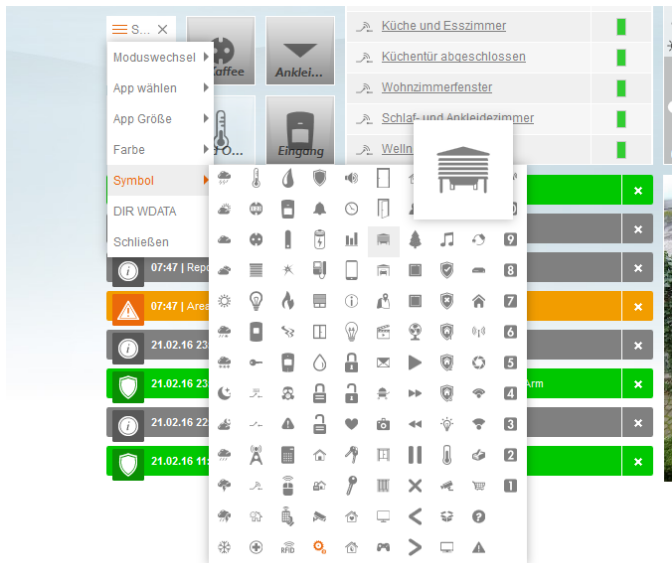 S...
Moduswechsel
App wählen
App Größe
Farbe
Symbol
DIR WDATA
Schließen
affee
Anklei...
O...
Eingang
Küche und Esszimmer
Küchentür abgeschlossen
Wohnzimmerfenster
Schlaf- und Ankleidezimmer
Welln
07:47 | Repo
07:47 | Area
21.02.16 23
21.02.16 23
Arm
21.02.16 22
21.02.16 11:
9
8
7
6
5
4
3
2
1
RFID